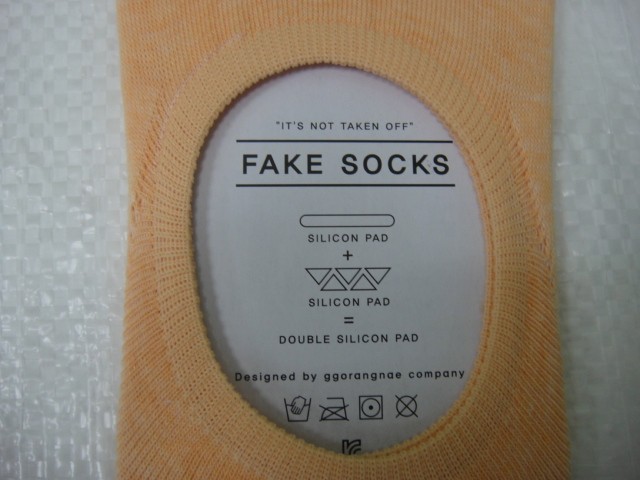 "IT'S NOT TAKEN OFF"
FAKE SOCKS
SILICON PAD
+
SILICON PAD
=
DOUBLE SILICON PAD
Designed by ggorangnae company